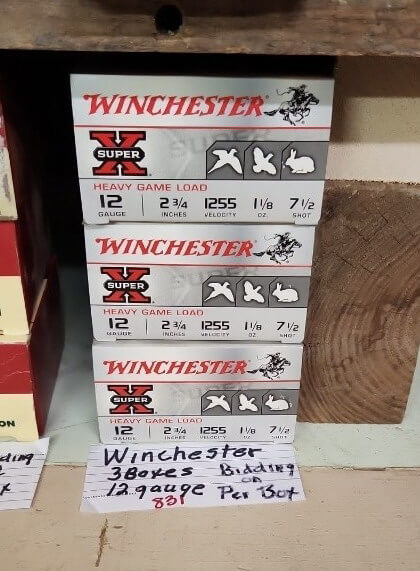 WINCHESTER
SUPER
X
SUPER
HEAVY GAME LOAD
12 2 3/4 1255 1 1/8 7 1/2
GAUGE INCHES VELOCITY OZ. SHOT
WINCHESTER
X
SUPER
HEAVY GAME LOAD
12 2 3/4 1255 1 1/8 7 1/2
GAUGE INCHES VELOCITY OZ SHOT
WINCHESTER
X
SUPER
HEAVY GAME LOAD
12 2 3/4 1255 1 1/8 7 1/2
GAUGE INCHES VELOCITY OZ. SHOT
ON
Winchester
3 Boxes Bidding
on
12 gauge Per Box
831